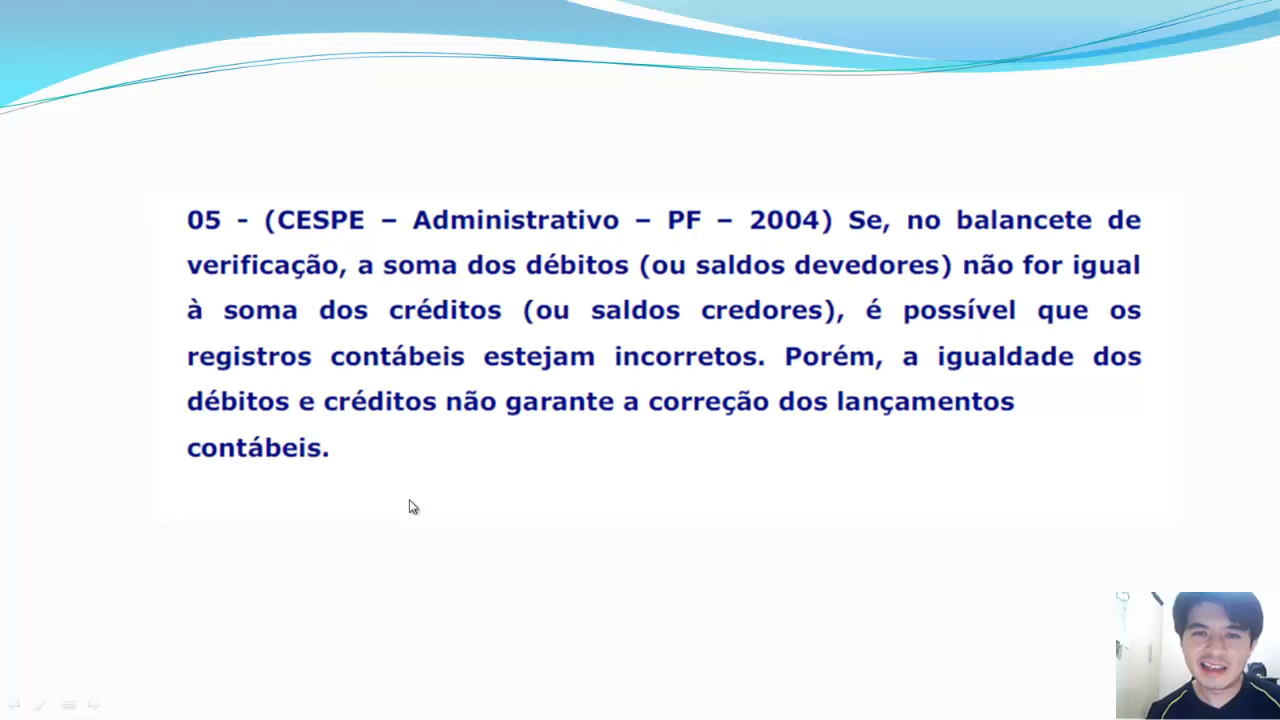 05 - (CESPE – Administrativo – PF – 2004) Se, no balancete de
verificação, a soma dos débitos (ou saldos devedores) não for igual
à soma dos créditos (ou saldos credores), é possível que os
registros contábeis estejam incorretos. Porém, a igualdade dos
débitos e créditos não garante a correção dos lançamentos
contábeis.